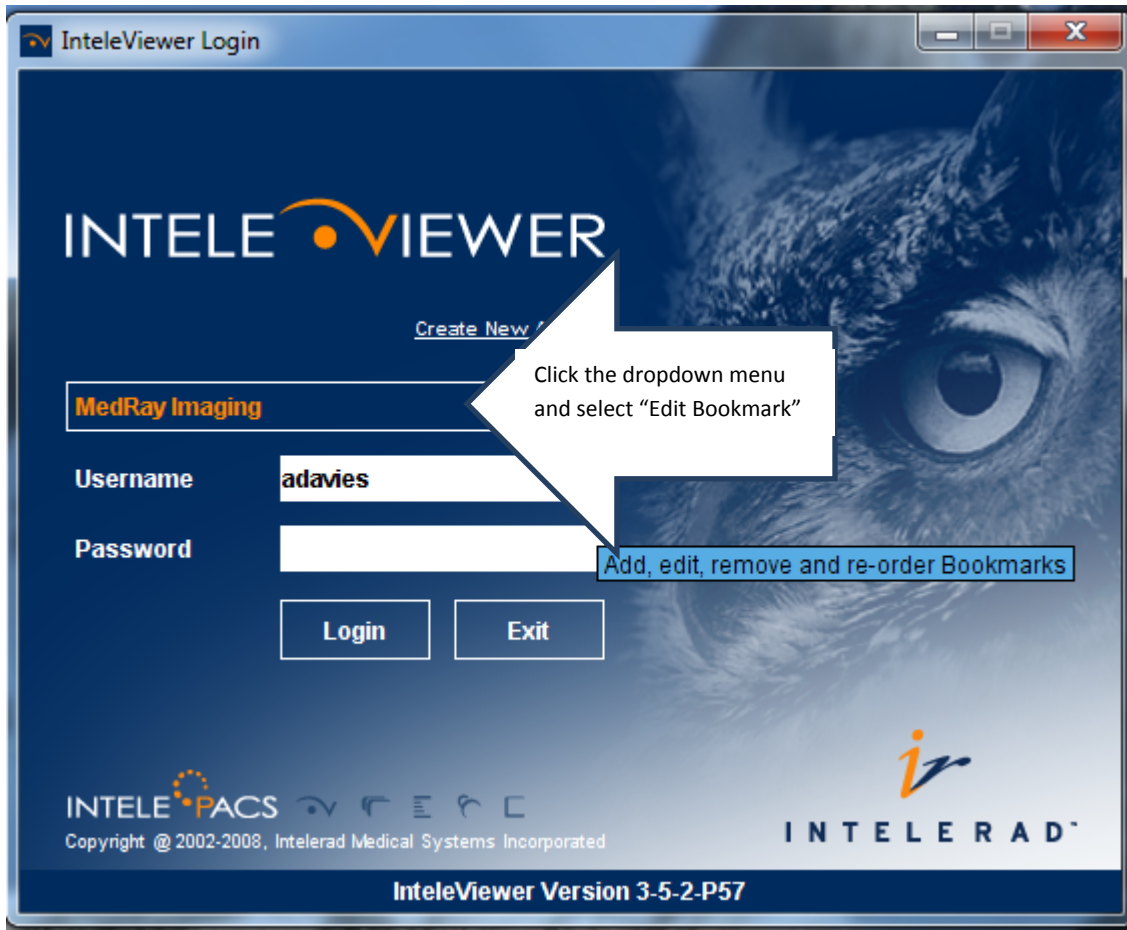 InteleViewer Login
INTELE VIEWER
Create New
Click the dropdown menu
and select “Edit Bookmark”
MedRay Imaging
Username adavies
Password
Add, edit, remove and re-order Bookmarks
Login Exit
INTELE PACS
Copyright @ 2002-2008, Intelerad Medical Systems Incorporated
ir
INTELERAD™
InteleViewer Version 3-5-2-P57